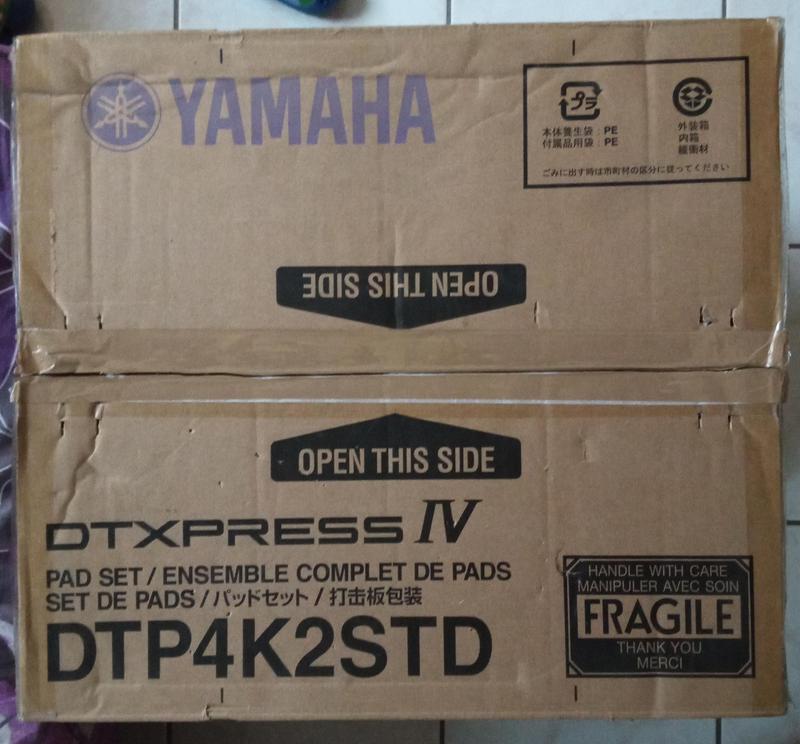 YAMAHA
プラ
本体養生袋 : PE
付属品用袋 : PE
外装箱
内箱
緩衝材
ごみに出す時は市町村の区分に従ってください
OPEN THIS SIDE
OPEN THIS SIDE
DTXPRESS IV
PAD SET / ENSEMBLE COMPLET DE PADS
SET DE PADS / パッドセット / 打击板包装
DTP4K2STD
HANDLE WITH CARE
MANIPULER AVEC SOIN
FRAGILE
THANK YOU
MERCI